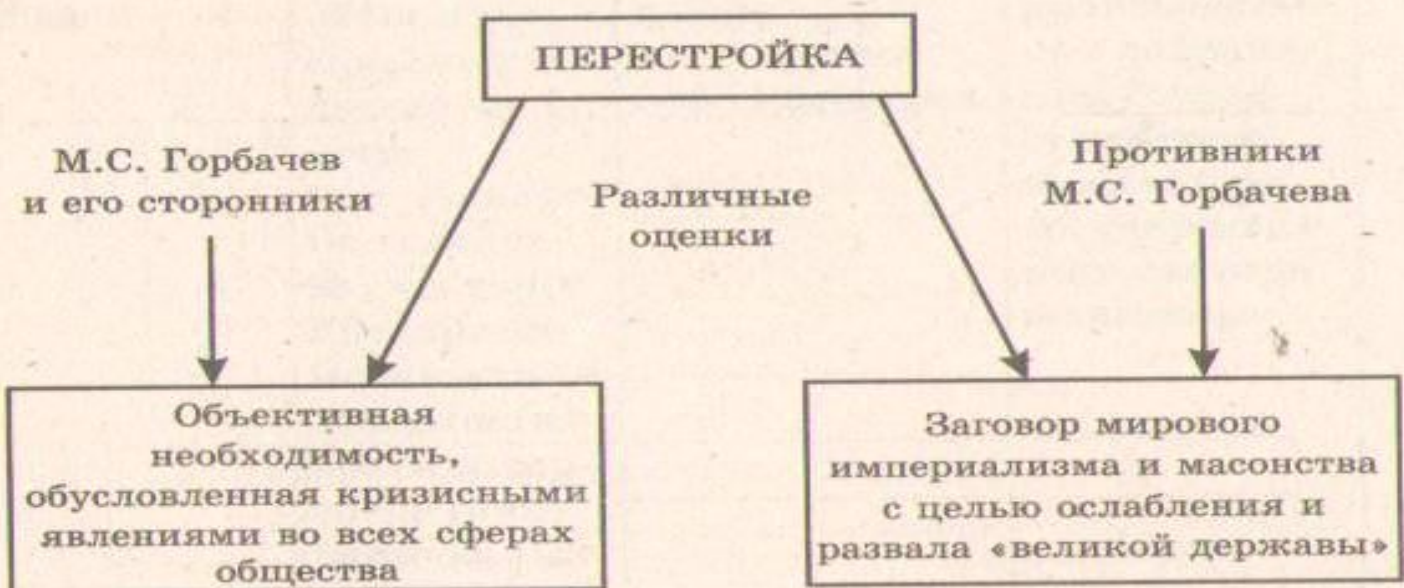 ПЕРЕСТРОЙКА
М.С. Горбачев
и его сторонники
Различные
оценки
Противники
М.С. Горбачева
Объективная
необходимость,
обусловленная кризисными
явлениями во всех сферах
общества
Заговор мирового
империализма и масонства
с целью ослабления и
развала «великой державы»